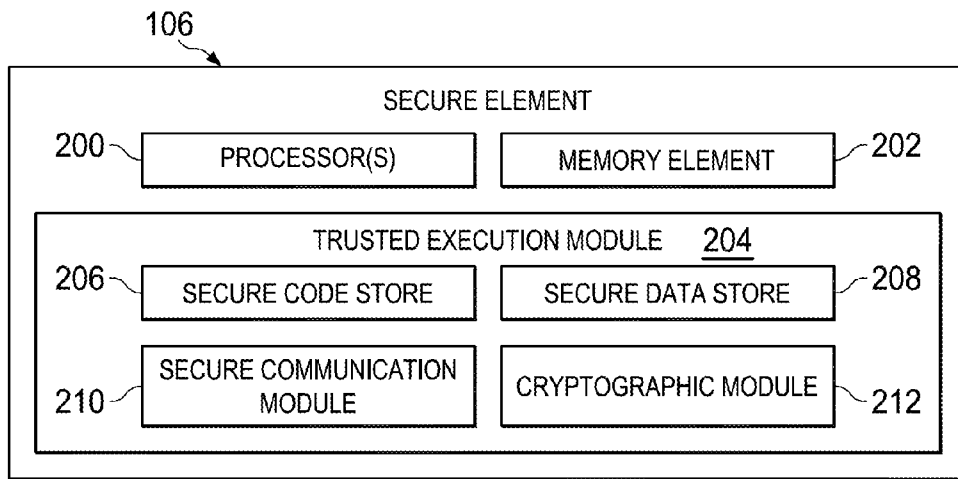 106
SECURE ELEMENT
200
PROCESSOR(S)
MEMORY ELEMENT
202
TRUSTED EXECUTION MODULE 204
206
SECURE CODE STORE
SECURE DATA STORE
208
210
SECURE COMMUNICATION
MODULE
CRYPTOGRAPHIC MODULE
212